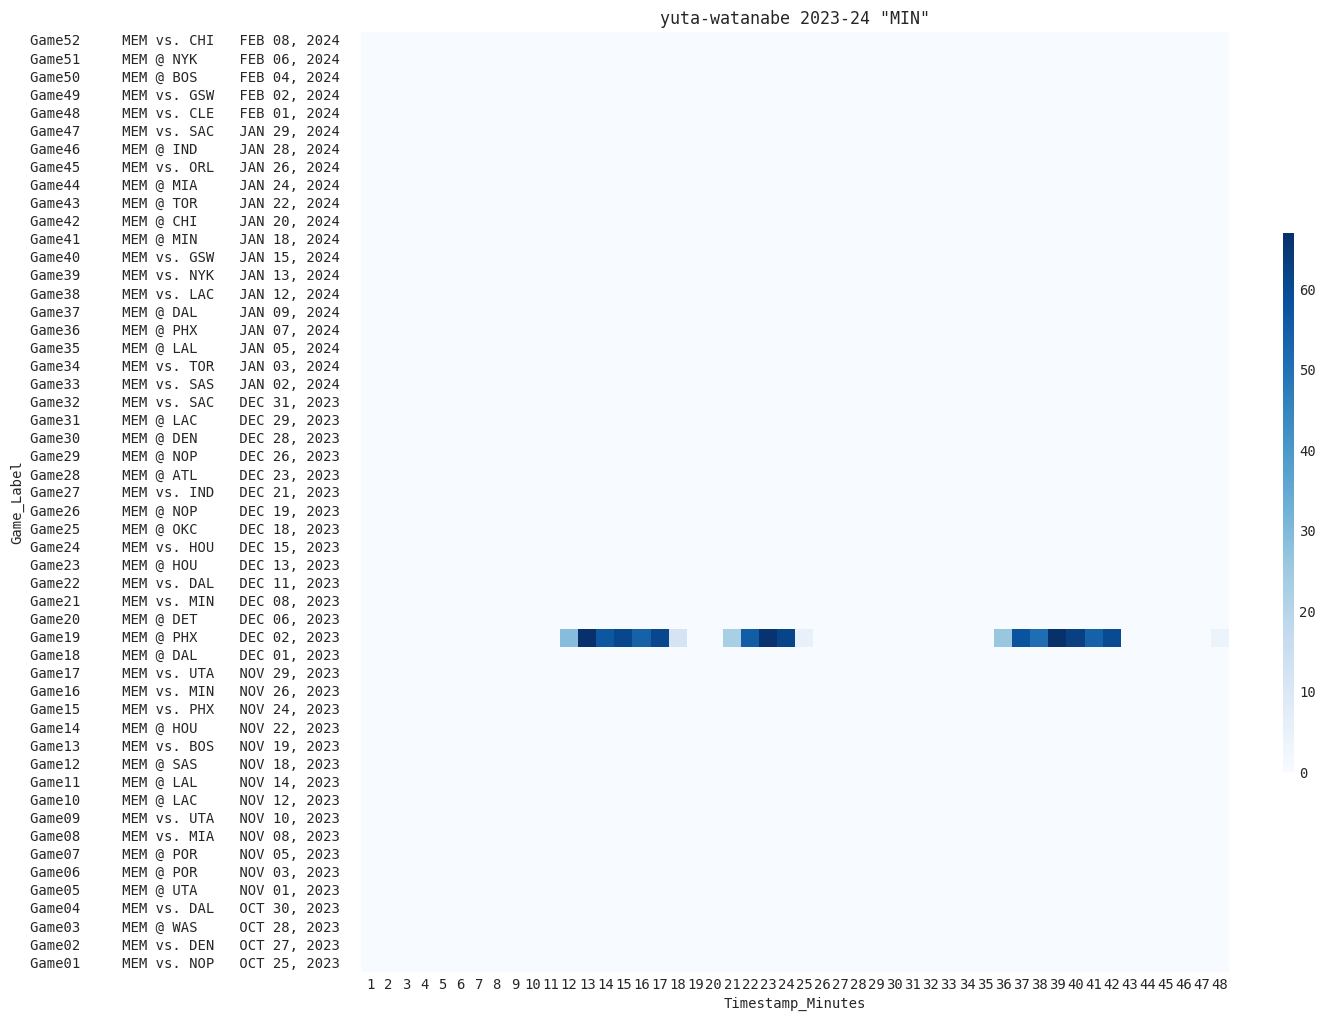 yuta-watanabe 2023-24 "MIN"
Game52 MEM vs. CHI FEB 08, 2024
Game51 MEM @ NYK FEB 06, 2024
Game50 MEM @ BOS FEB 04, 2024
Game49 MEM vs. GSW FEB 02, 2024
Game48 MEM vs. CLE FEB 01, 2024
Game47 MEM vs. SAC JAN 29, 2024
Game46 MEM @ IND JAN 28, 2024
Game45 MEM vs. ORL JAN 26, 2024
Game44 MEM @ MIA JAN 24, 2024
Game43 MEM @ TOR JAN 22, 2024
Game42 MEM @ CHI JAN 20, 2024
Game41 MEM @ MIN JAN 18, 2024
Game40 MEM vs. GSW JAN 15, 2024
Game39 MEM vs. NYK JAN 13, 2024
Game38 MEM vs. LAC JAN 12, 2024
Game37 MEM @ DAL JAN 09, 2024
Game36 MEM @ PHX JAN 07, 2024
Game35 MEM @ LAL JAN 05, 2024
Game34 MEM vs. TOR JAN 03, 2024
Game33 MEM vs. SAS JAN 02, 2024
Game32 MEM vs. SAC DEC 31, 2023
Game31 MEM @ LAC DEC 29, 2023
Game30 MEM @ DEN DEC 28, 2023
Game29 MEM @ NOP DEC 26, 2023
Game28 MEM @ ATL DEC 23, 2023
Game27 MEM vs. IND DEC 21, 2023
Game26 MEM @ NOP DEC 19, 2023
Game25 MEM @ OKC DEC 18, 2023
Game24 MEM vs. HOU DEC 15, 2023
Game23 MEM @ HOU DEC 13, 2023
Game22 MEM vs. DAL DEC 11, 2023
Game21 MEM vs. MIN DEC 08, 2023
Game20 MEM @ DET DEC 06, 2023
Game19 MEM @ PHX DEC 02, 2023
Game18 MEM @ DAL DEC 01, 2023
Game17 MEM vs. UTA NOV 29, 2023
Game16 MEM vs. MIN NOV 26, 2023
Game15 MEM vs. PHX NOV 24, 2023
Game14 MEM @ HOU NOV 22, 2023
Game13 MEM vs. BOS NOV 19, 2023
Game12 MEM @ SAS NOV 18, 2023
Game11 MEM @ LAL NOV 14, 2023
Game10 MEM @ LAC NOV 12, 2023
Game09 MEM vs. UTA NOV 10, 2023
Game08 MEM vs. MIA NOV 08, 2023
Game07 MEM @ POR NOV 05, 2023
Game06 MEM @ POR NOV 03, 2023
Game05 MEM @ UTA NOV 01, 2023
Game04 MEM vs. DAL OCT 30, 2023
Game03 MEM @ WAS OCT 28, 2023
Game02 MEM vs. DEN OCT 27, 2023
Game01 MEM vs. NOP OCT 25, 2023
Game_Label
1 2 3 4 5 6 7 8 9 10 11 12 13 14 15 16 17 18 19 20 21 22 23 24 25 26 27 28 29 30 31 32 33 34 35 36 37 38 39 40 41 42 43 44 45 46 47 48
Timestamp_Minutes
60
50
40
30
20
10
0